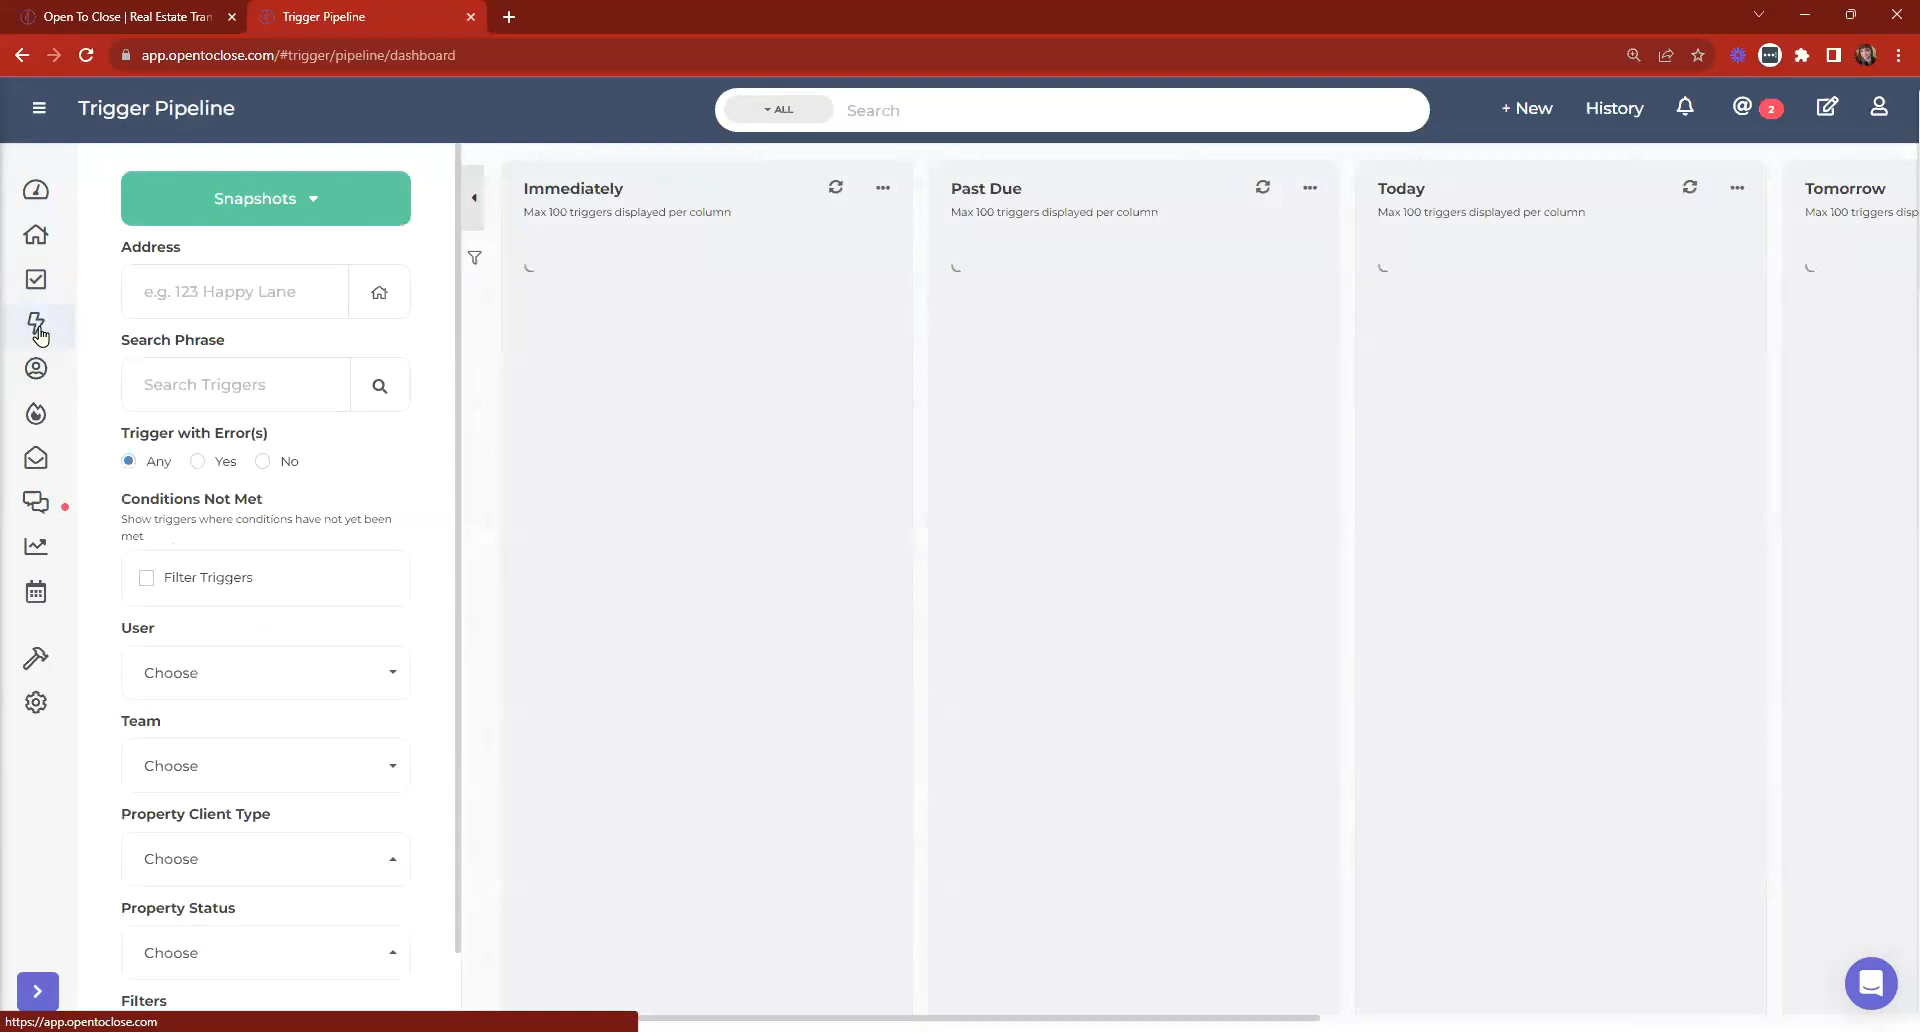 Open To Close | Real Estate Tran
Trigger Pipeline
app.opentoclose.com/#trigger/pipeline/dashboard
Trigger Pipeline
ALL
Search
+ New
History
@
2
Snapshots
Address
e.g. 123 Happy Lane
Search Phrase
Search Triggers
Trigger with Error(s)
Any
Yes
No
Conditions Not Met
Show triggers where conditions have not yet been
met
Filter Triggers
User
Choose
Team
Choose
Property Client Type
Choose
Property Status
Choose
Filters
Immediately
Max 100 triggers displayed per column
Past Due
Max 100 triggers displayed per column
Today
Max 100 triggers displayed per column
Tomorrow
Max 100 triggers disp
https://app.opentoclose.com